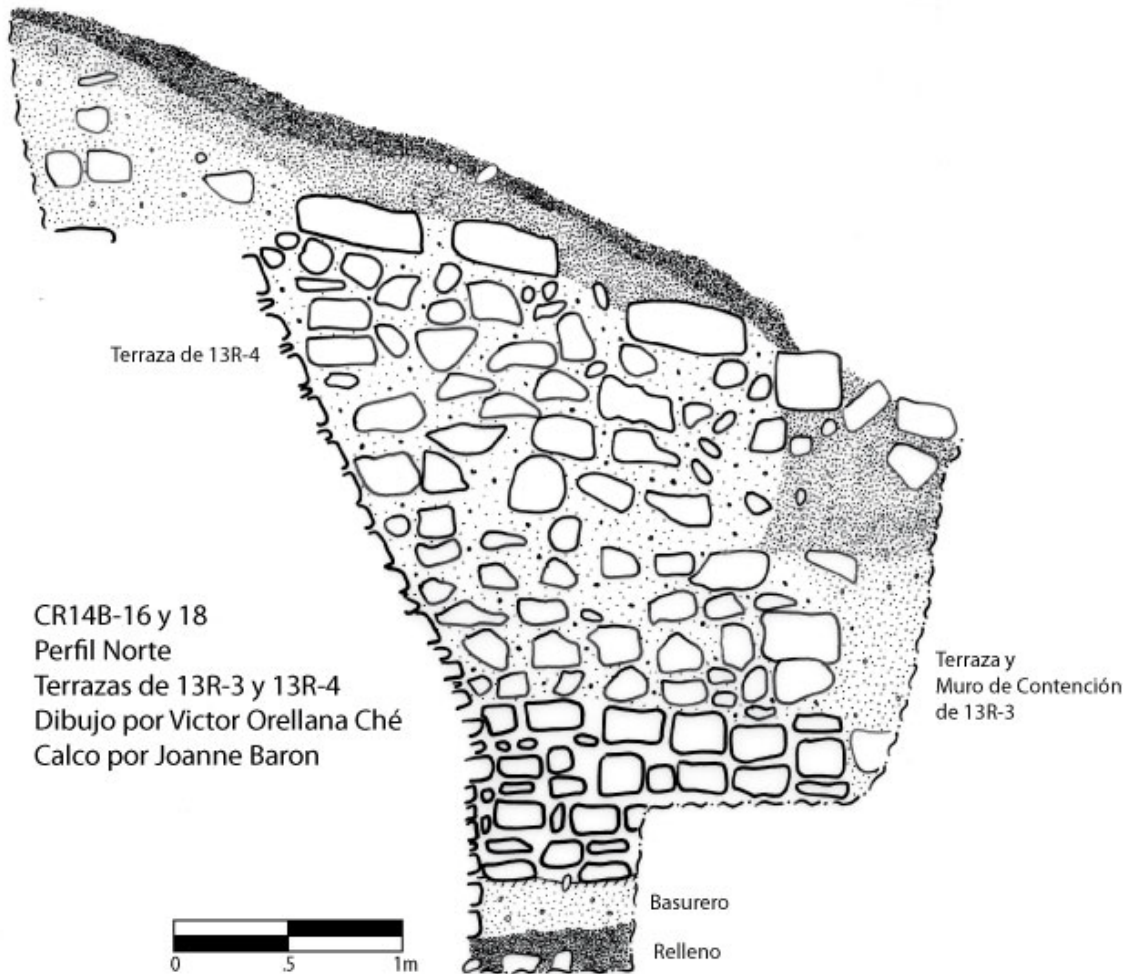 Terraza de 13R-4
CR14B-16 y 18
Perfil Norte
Terrazas de 13R-3 y 13R-4
Dibujo por Victor Orellana Ché
Calco por Joanne Baron
Terraza y
Muro de Contención
de 13R-3
Basurero
Relleno
0 .5 1m